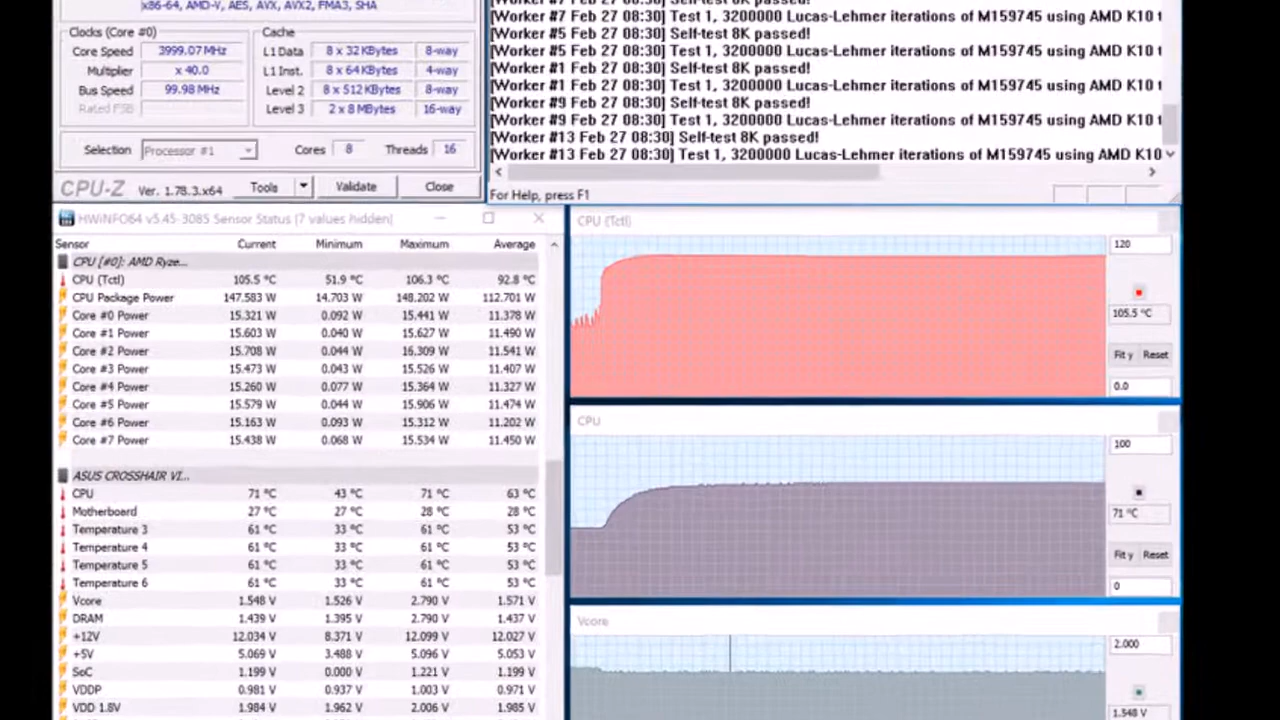 x86-64, AMD-V, AES, AVX, AVX2, FMA3, SHA
Clocks (Core #0)
Core Speed 3999.07 MHz
Multiplier x 40.0
Bus Speed 99.98 MHz
Rated FSB
Cache
L1 Data 8 x 32 KBytes 8-way
L1 Inst. 8 x 64 KBytes 4-way
Level 2 8 x 512 KBytes 8-way
Level 3 2 x 8 MBytes 16-way
Selection Processor #1 Cores 8 Threads 16
CPU-Z Ver. 1.78.3.x64 Tools Validate Close
[Worker #7 Feb 27 08:30] Self-test 8K passed!
[Worker #7 Feb 27 08:30] Test 1, 3200000 Lucas-Lehmer iterations of M159745 using AMD K10 t
[Worker #5 Feb 27 08:30] Self-test 8K passed!
[Worker #5 Feb 27 08:30] Test 1, 3200000 Lucas-Lehmer iterations of M159745 using AMD K10 t
[Worker #1 Feb 27 08:30] Self-test 8K passed!
[Worker #1 Feb 27 08:30] Test 1, 3200000 Lucas-Lehmer iterations of M159745 using AMD K10 t
[Worker #9 Feb 27 08:30] Self-test 8K passed!
[Worker #9 Feb 27 08:30] Test 1, 3200000 Lucas-Lehmer iterations of M159745 using AMD K10 t
[Worker #13 Feb 27 08:30] Self-test 8K passed!
[Worker #13 Feb 27 08:30] Test 1, 3200000 Lucas-Lehmer iterations of M159745 using AMD K10
For Help, press F1
HWiNFO64 v5.45-3085 Sensor Status (7 values hidden)
Sensor Current Minimum Maximum Average
CPU [#0]: AMD Ryze...
CPU (Tctl) 105.5 °C 51.9 °C 106.3 °C 92.8 °C
CPU Package Power 147.583 W 14.703 W 148.202 W 112.701 W
Core #0 Power 15.321 W 0.092 W 15.441 W 11.378 W
Core #1 Power 15.603 W 0.040 W 15.627 W 11.490 W
Core #2 Power 15.708 W 0.044 W 16.309 W 11.541 W
Core #3 Power 15.473 W 0.043 W 15.526 W 11.407 W
Core #4 Power 15.260 W 0.077 W 15.364 W 11.327 W
Core #5 Power 15.579 W 0.044 W 15.906 W 11.474 W
Core #6 Power 15.163 W 0.093 W 15.312 W 11.202 W
Core #7 Power 15.438 W 0.068 W 15.534 W 11.450 W
ASUS CROSSHAIR VI...
CPU 71 °C 43 °C 71 °C 63 °C
Motherboard 27 °C 27 °C 28 °C 28 °C
Temperature 3 61 °C 33 °C 61 °C 53 °C
Temperature 4 61 °C 33 °C 61 °C 53 °C
Temperature 5 61 °C 33 °C 61 °C 53 °C
Temperature 6 61 °C 33 °C 61 °C 53 °C
Vcore 1.548 V 1.526 V 2.790 V 1.571 V
DRAM 1.439 V 1.395 V 2.790 V 1.437 V
+12V 12.034 V 8.371 V 12.099 V 12.027 V
+5V 5.069 V 3.488 V 5.096 V 5.053 V
SoC 1.199 V 0.000 V 1.221 V 1.199 V
VDDP 0.981 V 0.937 V 1.003 V 0.971 V
VDD 1.8V 1.984 V 1.962 V 2.006 V 1.985 V
CPU (Tctl)
120
105.5 °C
Fit y Reset
0.0
CPU
100
71 °C
Fit y Reset
0
Vcore
2.000
1.548 V